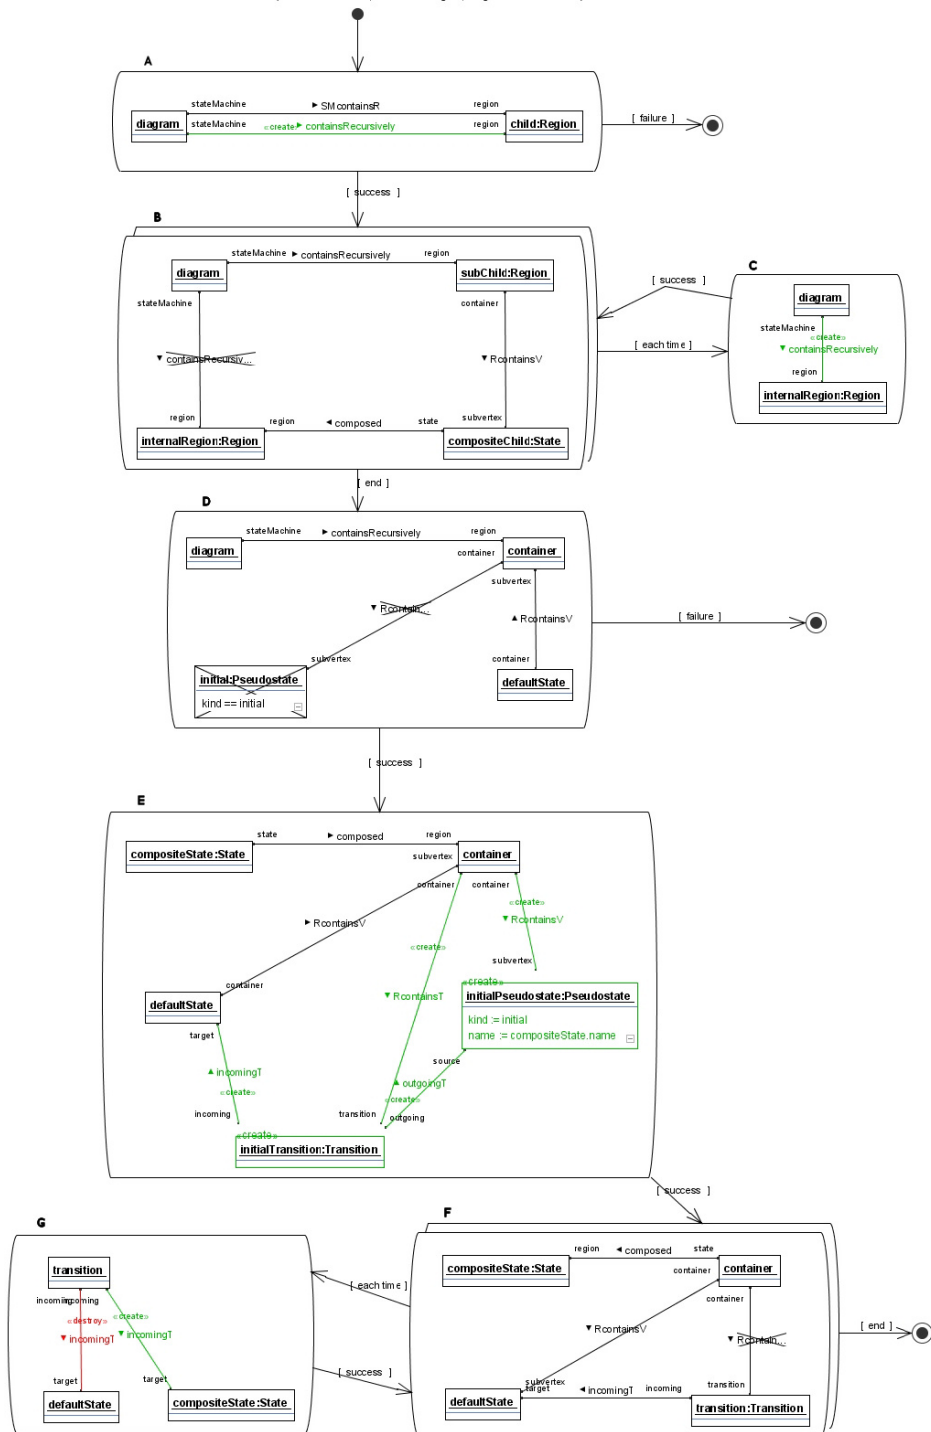 A
stateMachine ► SMcontainsR region
diagram
child:Region
stateMachine «create» ► containsRecursively region
[ failure ]
[ success ]
B
stateMachine ► containsRecursively region
diagram
subChild:Region
stateMachine
container
▼ containsRecursiv...
▼ RcontainsV
region
region ◄ composed state
subvertex
internalRegion:Region
compositeChild:State
[ success ]
[ each time ]
C
diagram
stateMachine
«create»
▼ containsRecursively
region
internalRegion:Region
[ end ]
D
stateMachine ► containsRecursively region
diagram
container
container
subvertex
▼ Rcontain...
▲ RcontainsV
subvertex
container
initial:Pseudostate
kind == initial
defaultState
[ failure ]
[ success ]
E
state ► composed region
compositeState:State
container
subvertex
container
container
«create»
▼ RcontainsV
► RcontainsV
«create»
subvertex
container
defaultState
▼ RcontainsT
«create»
initialPseudostate:Pseudostate
kind := initial
name := compositeState.name
target
source
▲ incomingT
«create»
▲ outgoingT
«create»
incoming
transition
outgoing
«create»
initialTransition:Transition
[ success ]
G
transition
incoming
incoming
«destroy»
▼ incomingT
«create»
▼ incomingT
target
target
defaultState
compositeState:State
[ each time ]
[ success ]
F
region ◄ composed state
compositeState:State
container
container
container
▼ RcontainsV
▼ Rcontain...
subvertex
target ◄ incomingT incoming
transition
defaultState
transition:Transition
[ end ]